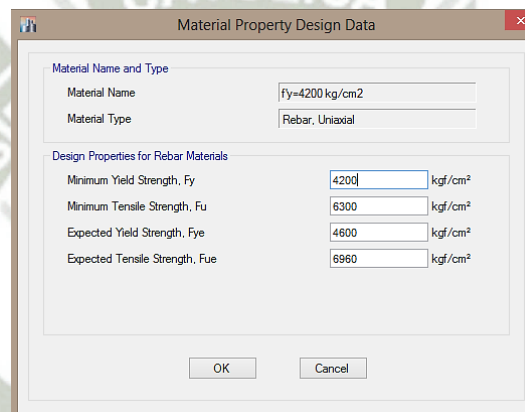 Material Property Design Data
Material Name and Type
Material Name f'y=4200 kg/cm2
Material Type Rebar, Uniaxial
Design Properties for Rebar Materials
Minimum Yield Strength, Fy 4200 kgf/cm²
Minimum Tensile Strength, Fu 6300 kgf/cm²
Expected Yield Strength, Fye 4600 kgf/cm²
Expected Tensile Strength, Fue 6960 kgf/cm²
OK Cancel